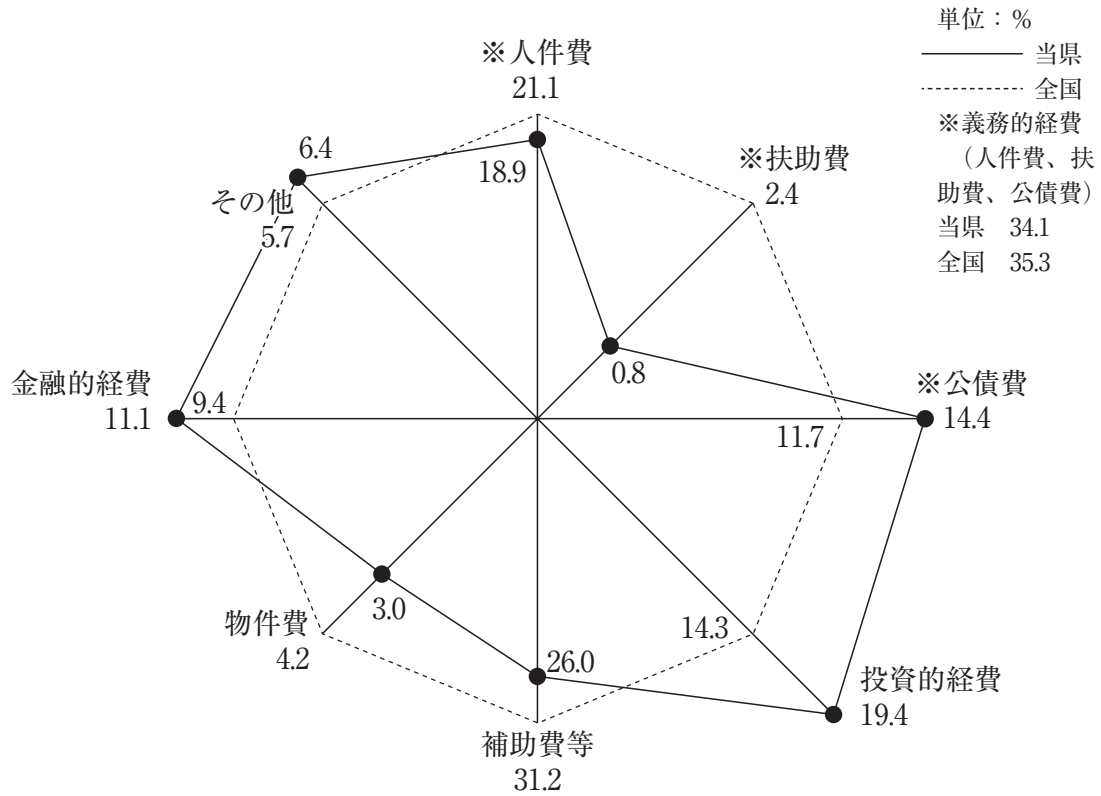 単位：％
当県
全国
※義務的経費
（人件費、扶
助費、公債費）
当県　34.1
全国　35.3
※人件費
21.1
18.9
※扶助費
2.4
0.8
※公債費
14.4
11.7
投資的経費
19.4
14.3
補助費等
31.2
26.0
物件費
4.2
3.0
金融的経費
11.1
9.4
その他
5.7
6.4